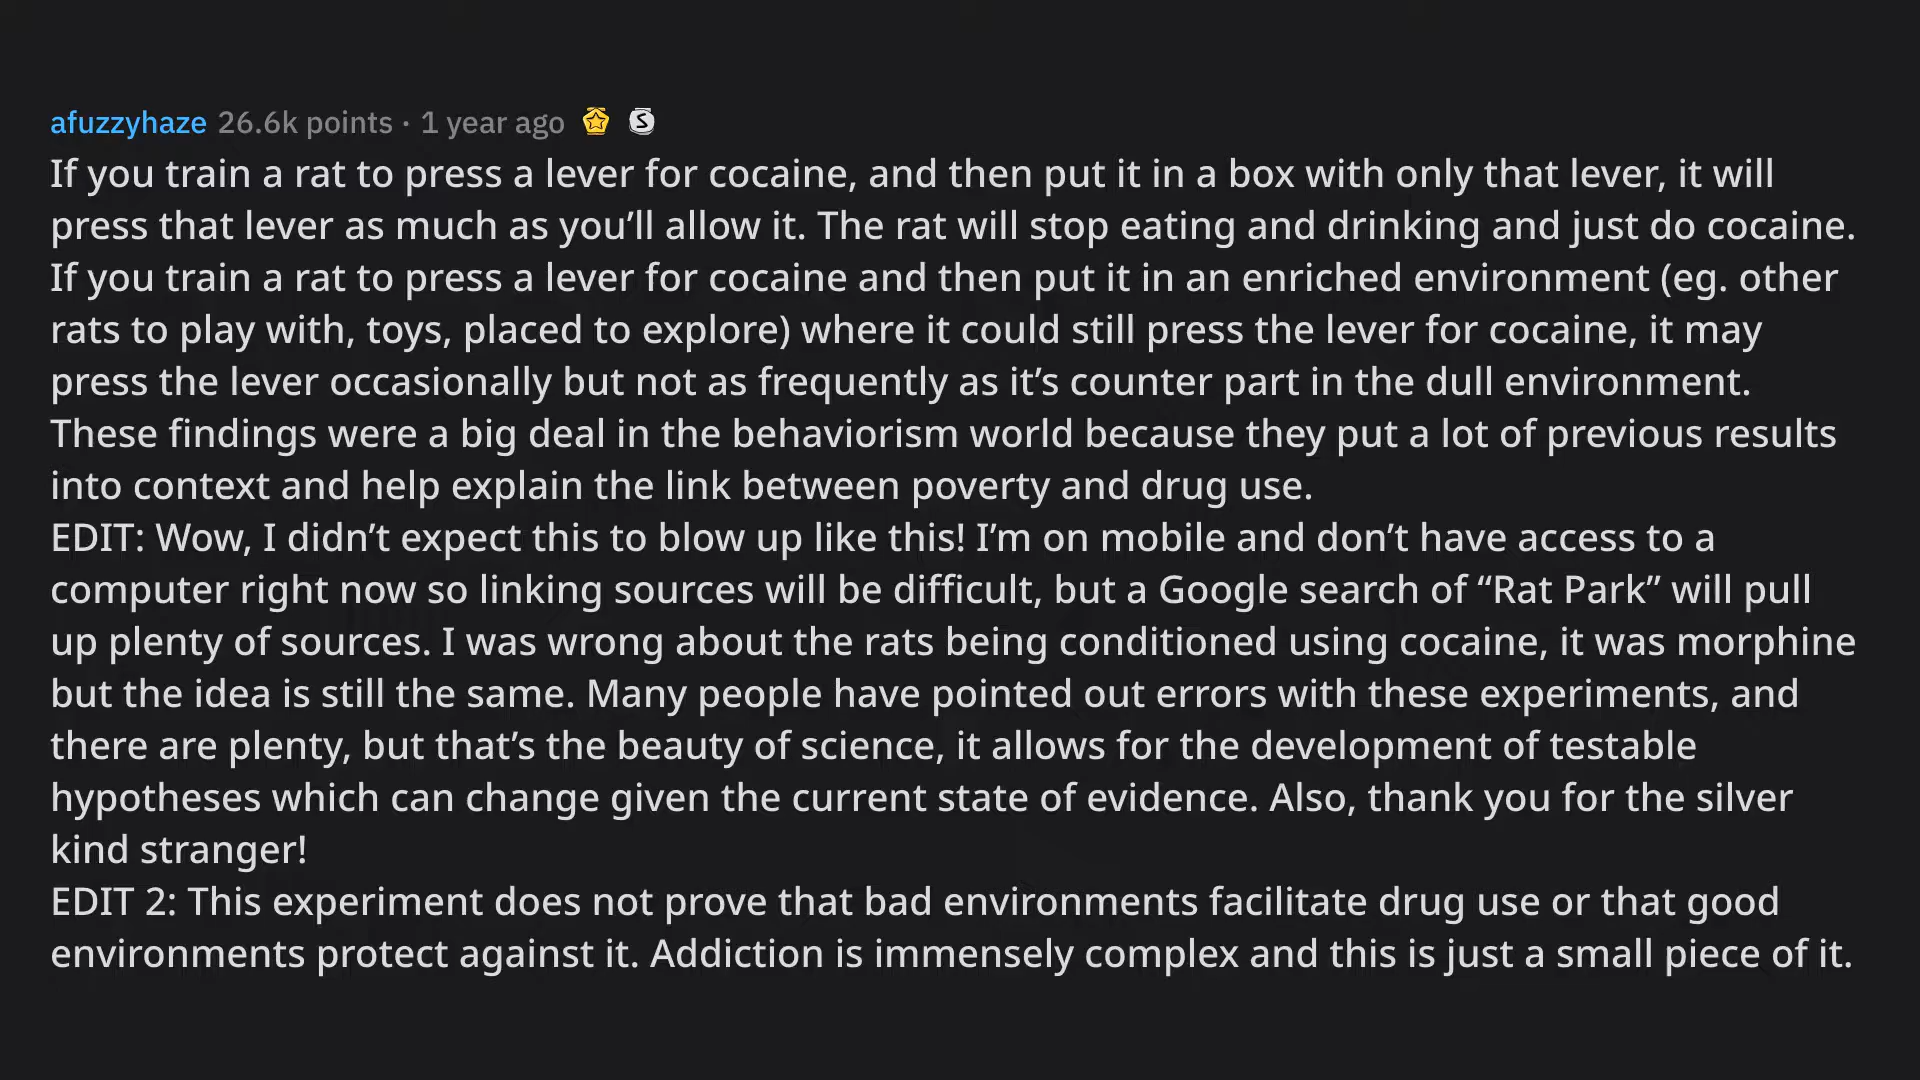 afuzzyhaze 26.6k points · 1 year ago S
If you train a rat to press a lever for cocaine, and then put it in a box with only that lever, it will
press that lever as much as you’ll allow it. The rat will stop eating and drinking and just do cocaine.
If you train a rat to press a lever for cocaine and then put it in an enriched environment (eg. other
rats to play with, toys, placed to explore) where it could still press the lever for cocaine, it may
press the lever occasionally but not as frequently as it’s counter part in the dull environment.
These findings were a big deal in the behaviorism world because they put a lot of previous results
into context and help explain the link between poverty and drug use.
EDIT: Wow, I didn’t expect this to blow up like this! I’m on mobile and don’t have access to a
computer right now so linking sources will be difficult, but a Google search of “Rat Park” will pull
up plenty of sources. I was wrong about the rats being conditioned using cocaine, it was morphine
but the idea is still the same. Many people have pointed out errors with these experiments, and
there are plenty, but that’s the beauty of science, it allows for the development of testable
hypotheses which can change given the current state of evidence. Also, thank you for the silver
kind stranger!
EDIT 2: This experiment does not prove that bad environments facilitate drug use or that good
environments protect against it. Addiction is immensely complex and this is just a small piece of it.